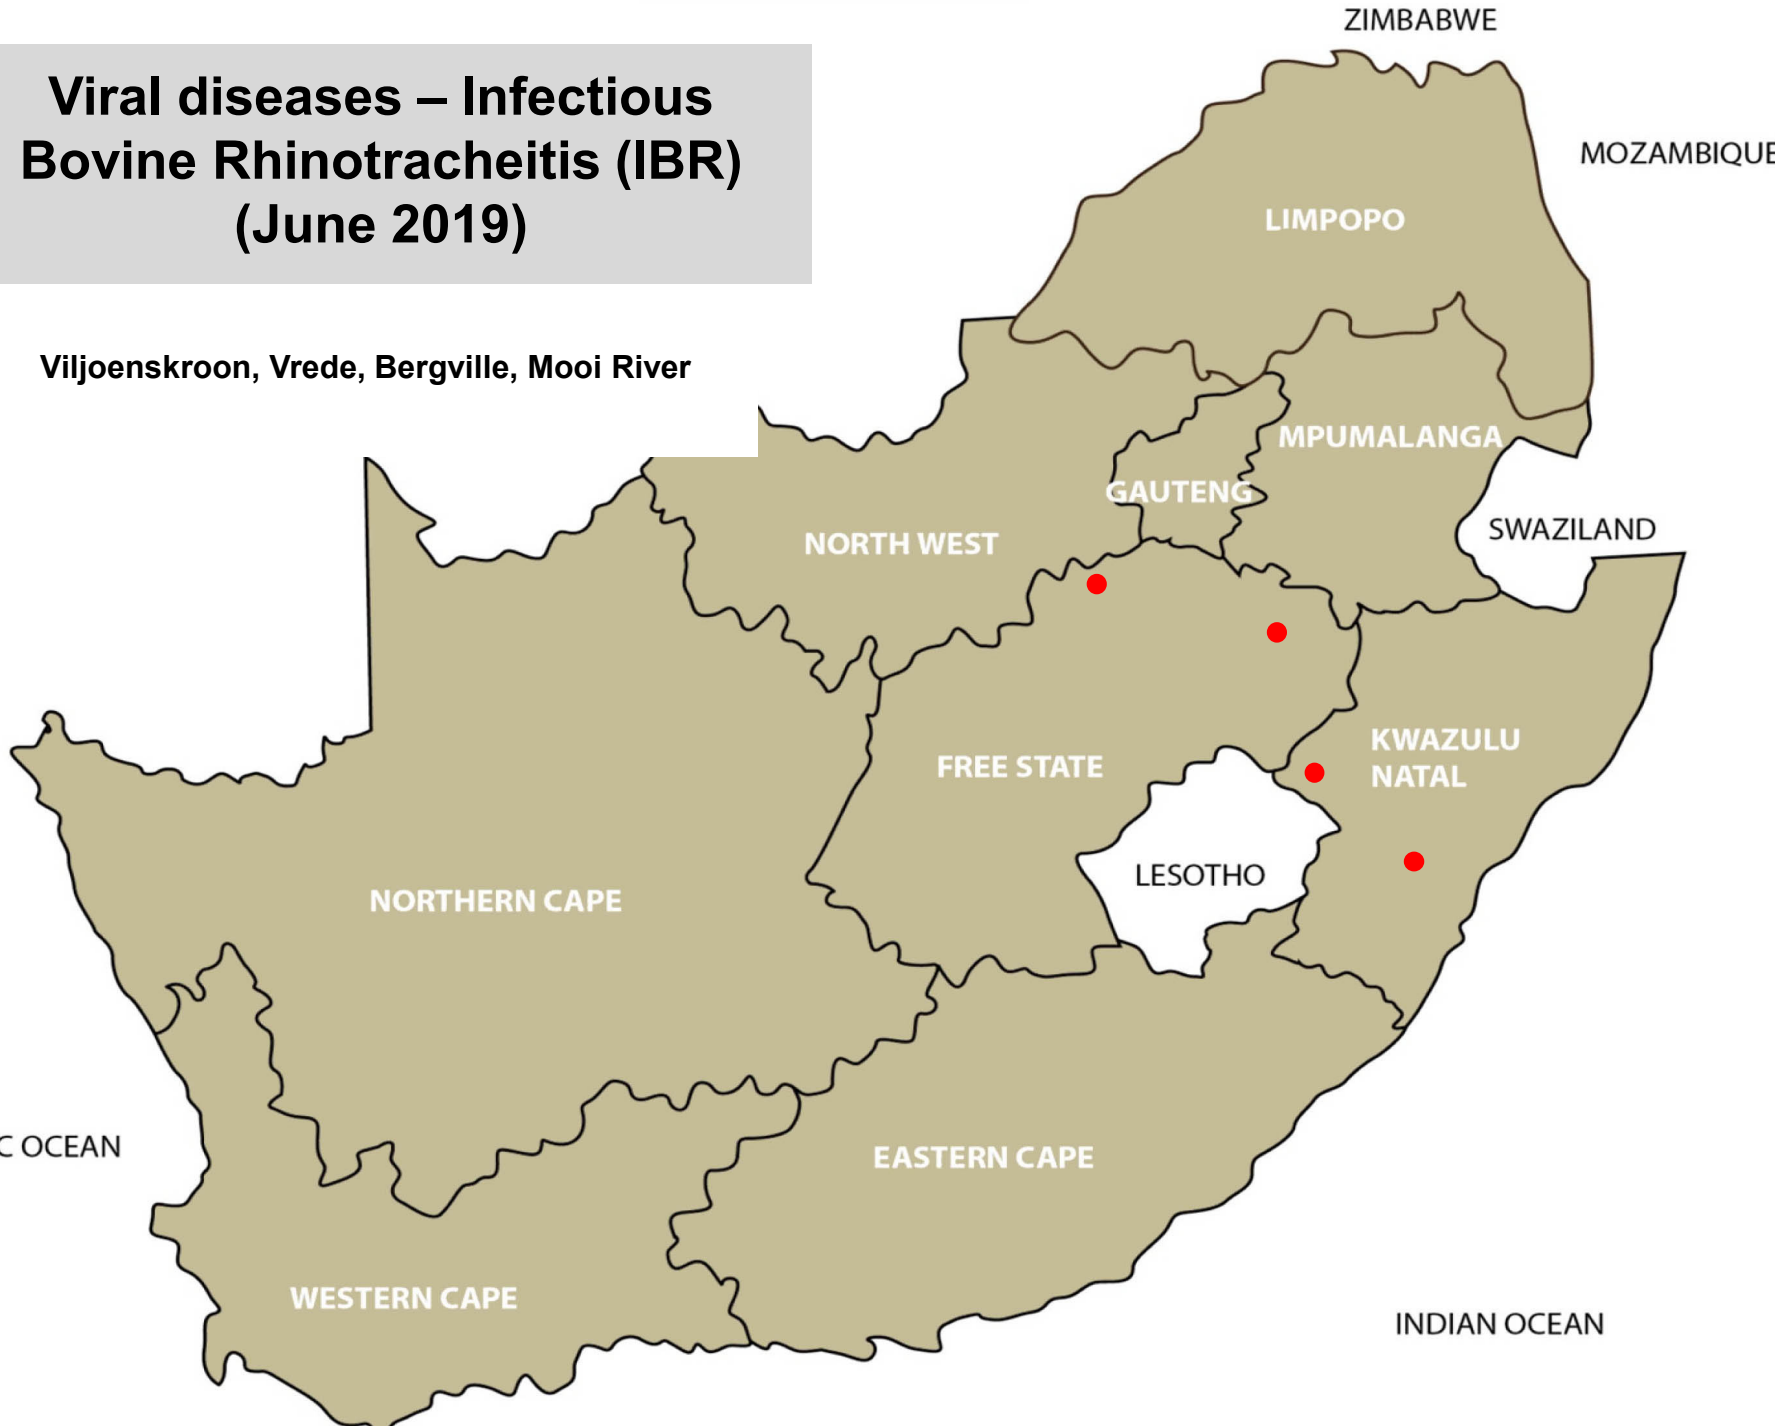 ZIMBABWE
Viral diseases – Infectious
Bovine Rhinotracheitis (IBR)
(June 2019)
MOZAMBIQUE
LIMPOPO
Viljoenskroon, Vrede, Bergville, Mooi River
MPUMALANGA
GAUTENG
SWAZILAND
NORTH WEST
KWAZULU
NATAL
FREE STATE
LESOTHO
NORTHERN CAPE
C OCEAN
EASTERN CAPE
WESTERN CAPE
INDIAN OCEAN